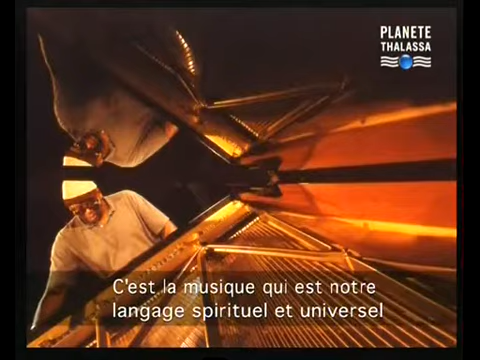 PLANETE
THALASSA
C'est la musique qui est notre
langage spirituel et universel